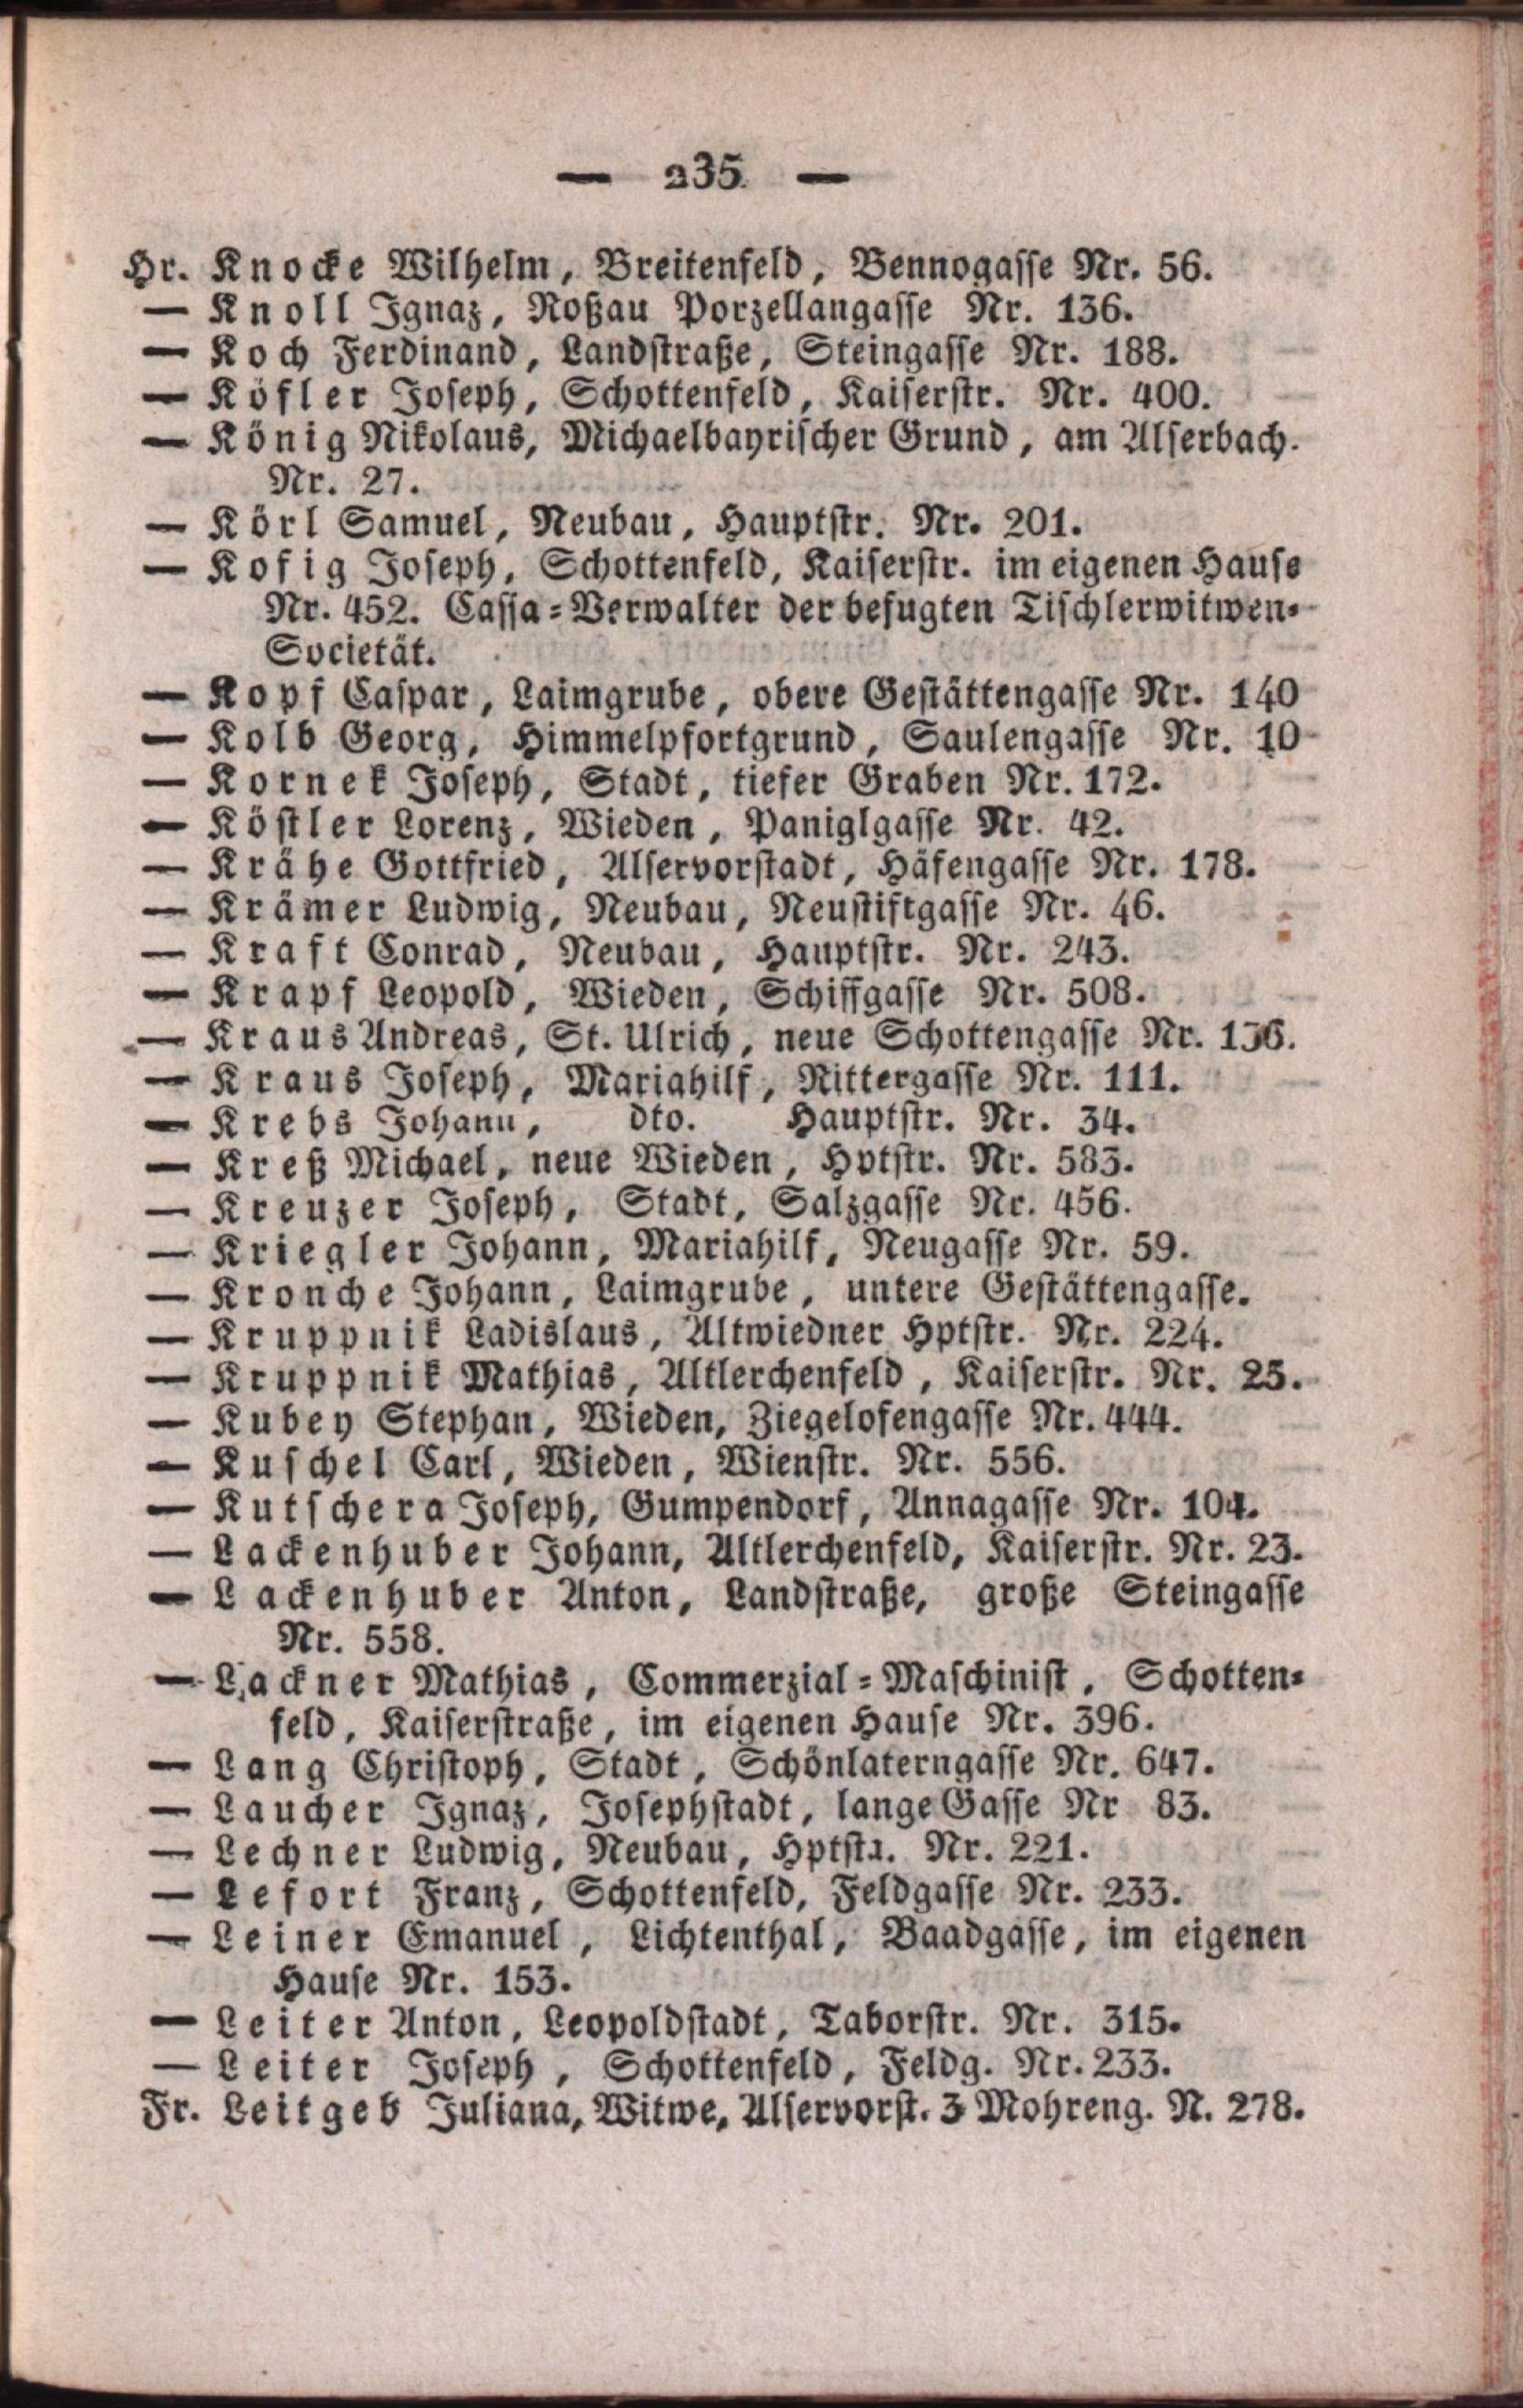 — 235 —
Hr. Knocke Wilhelm, Breitenfeld, Bennogasse Nr. 56.
— Knoll Ignaz, Roßau Porzellangasse Nr. 136.
— Koch Ferdinand, Landstraße, Steingasse Nr. 188.
— Köfler Joseph, Schottenfeld, Kaiserstr. Nr. 400.
— König Nikolaus, Michaelbayrischer Grund, am Alserbach.
Nr. 27.
— Körl Samuel, Neubau, Hauptstr. Nr. 201.
— Kofig Joseph, Schottenfeld, Kaiserstr. im eigenen Hause
Nr. 452. Cassa-Verwalter der befugten Tischlerwitwen-
Societät.
— Kopf Caspar, Laimgrube, obere Gestättengasse Nr. 140
— Kolb Georg, Himmelpfortgrund, Saulengasse Nr. 10
— Kornek Joseph, Stadt, tiefer Graben Nr. 172.
— Köstler Lorenz, Wieden, Paniglgasse Nr. 42.
— Krähe Gottfried, Alservorstadt, Häfengasse Nr. 178.
— Krämer Ludwig, Neubau, Neustiftgasse Nr. 46.
— Kraft Conrad, Neubau, Hauptstr. Nr. 243.
— Krapf Leopold, Wieden, Schiffgasse Nr. 508.
— Kraus Andreas, St. Ulrich, neue Schottengasse Nr. 136.
— Kraus Joseph, Mariahilf, Rittergasse Nr. 111.
— Krebs Johann, dto. Hauptstr. Nr. 34.
— Kreß Michael, neue Wieden, Hptstr. Nr. 583.
— Kreuzer Joseph, Stadt, Salzgasse Nr. 456.
— Kriegler Johann, Mariahilf, Neugasse Nr. 59.
— Kronche Johann, Laimgrube, untere Gestättengasse.
— Kruppnik Ladislaus, Altwiedner Hptstr. Nr. 224.
— Kruppnik Mathias, Altlerchenfeld, Kaiserstr. Nr. 25.
— Kubey Stephan, Wieden, Ziegelofengasse Nr. 444.
— Kuschel Carl, Wieden, Wienstr. Nr. 556.
— Kutschera Joseph, Gumpendorf, Annagasse Nr. 104.
— Lackenhuber Johann, Altlerchenfeld, Kaiserstr. Nr. 23.
— Lackenhuber Anton, Landstraße, große Steingasse
Nr. 558.
— Lackner Mathias, Commerzial-Maschinist, Schotten-
feld, Kaiserstraße, im eigenen Hause Nr. 396.
— Lang Christoph, Stadt, Schönlaterngasse Nr. 647.
— Laucher Ignaz, Josephstadt, lange Gasse Nr 83.
— Lechner Ludwig, Neubau, Hptstr. Nr. 221.
— Lefort Franz, Schottenfeld, Feldgasse Nr. 233.
— Leiner Emanuel, Lichtenthal, Baadgasse, im eigenen
Hause Nr. 153.
— Leiter Anton, Leopoldstadt, Taborstr. Nr. 315.
— Leiter Joseph, Schottenfeld, Feldg. Nr. 233.
Fr. Leitgeb Juliana, Witwe, Alservorst. 3 Mohreng. N. 278.